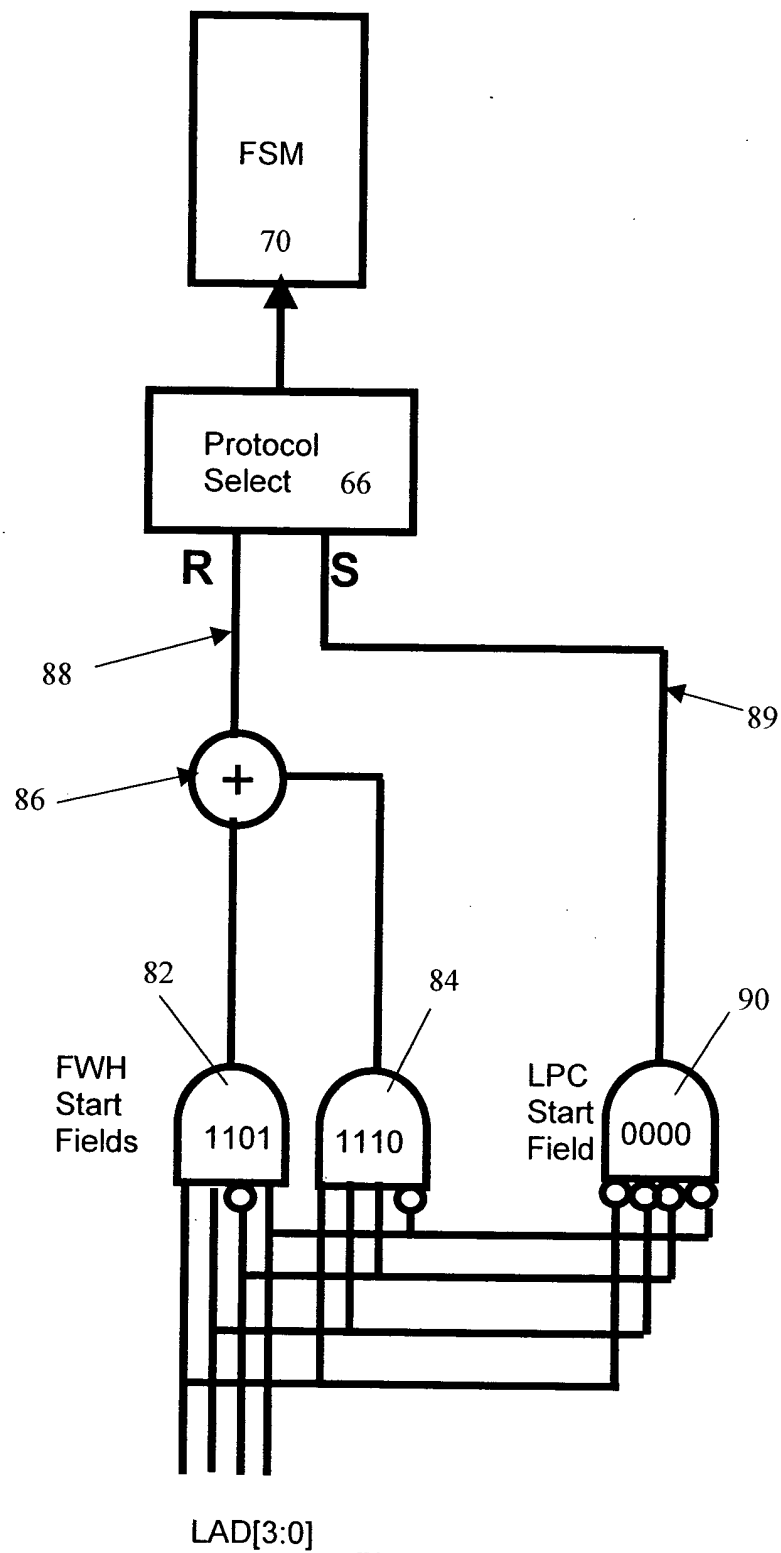 FSM
70
Protocol
Select 66
R S
88
89
86
+
82
84
90
FWH
Start
Fields
1101
1110
LPC
Start
Field
0000
LAD[3:0]